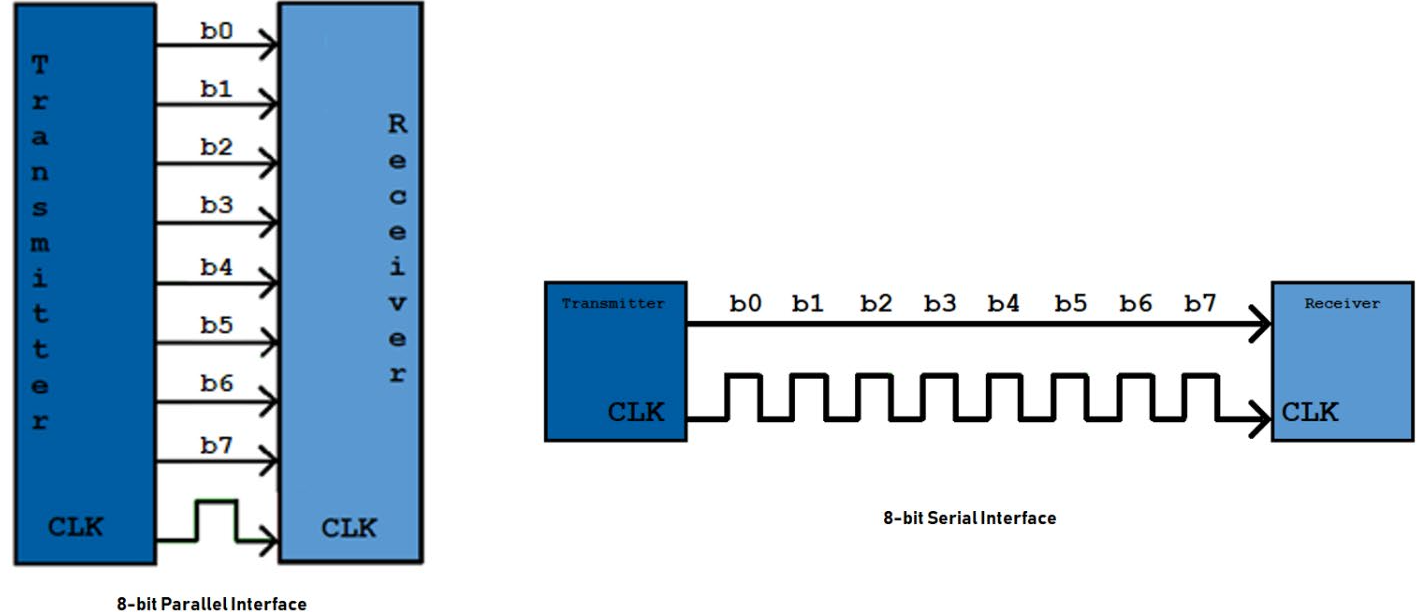 Transmitter
b0
b1
b2
b3
b4
b5
b6
b7
CLK
Receiver
CLK
8-bit Parallel Interface
Transmitter
b0 b1 b2 b3 b4 b5 b6 b7
Receiver
CLK
CLK
8-bit Serial Interface